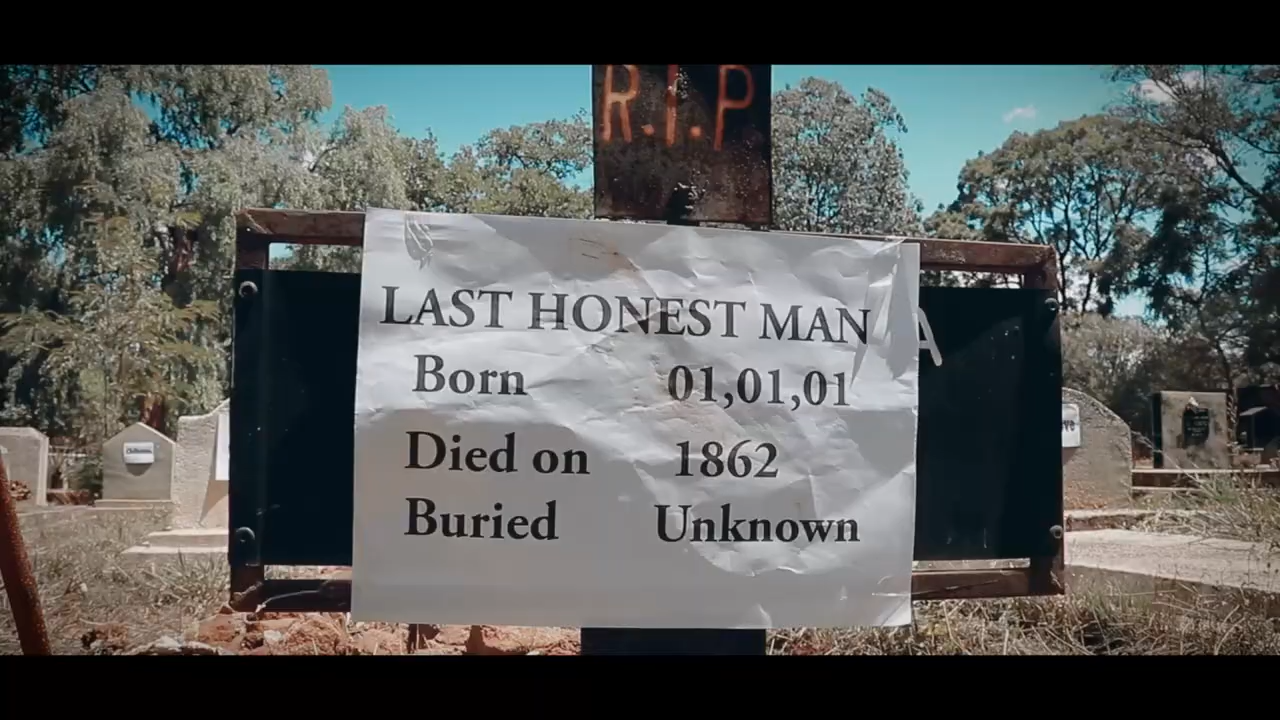 R.I.P
LAST HONEST MAN
A
Born 01,01,01
Died on 1862
Buried Unknown